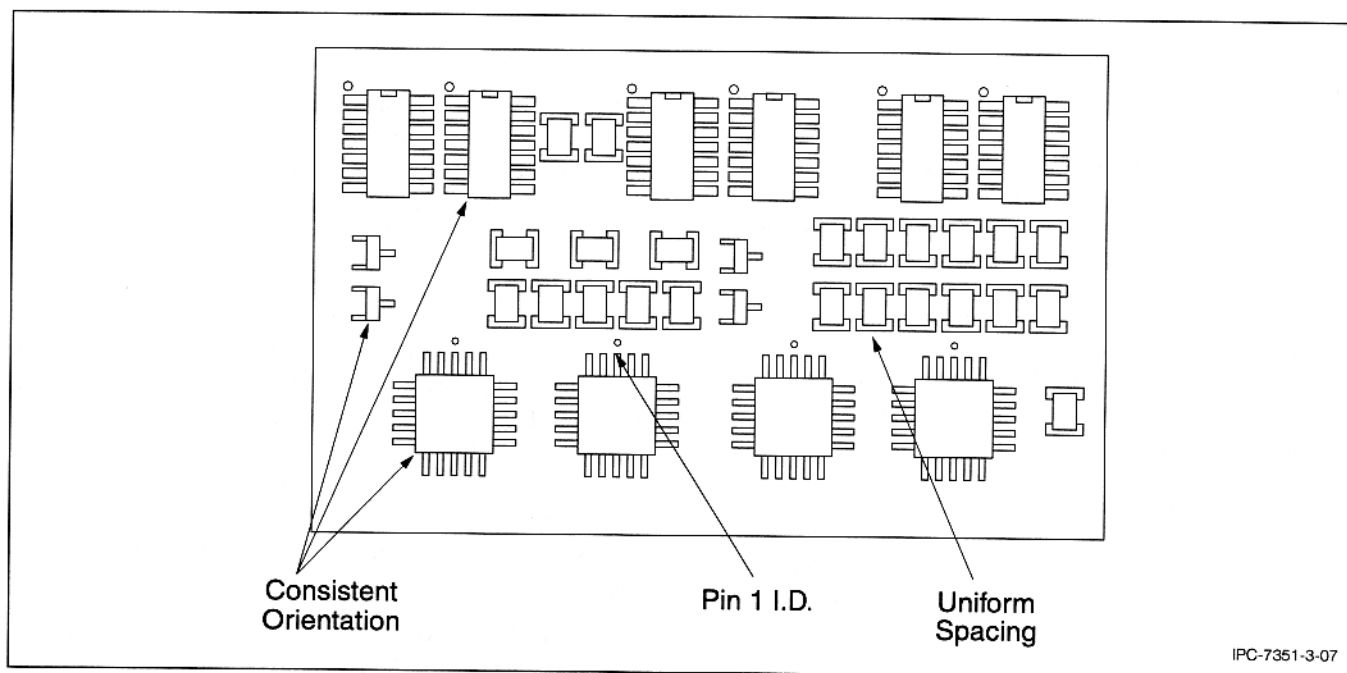 Consistent
Orientation
Pin 1 I.D.
Uniform
Spacing
IPC-7351-3-07